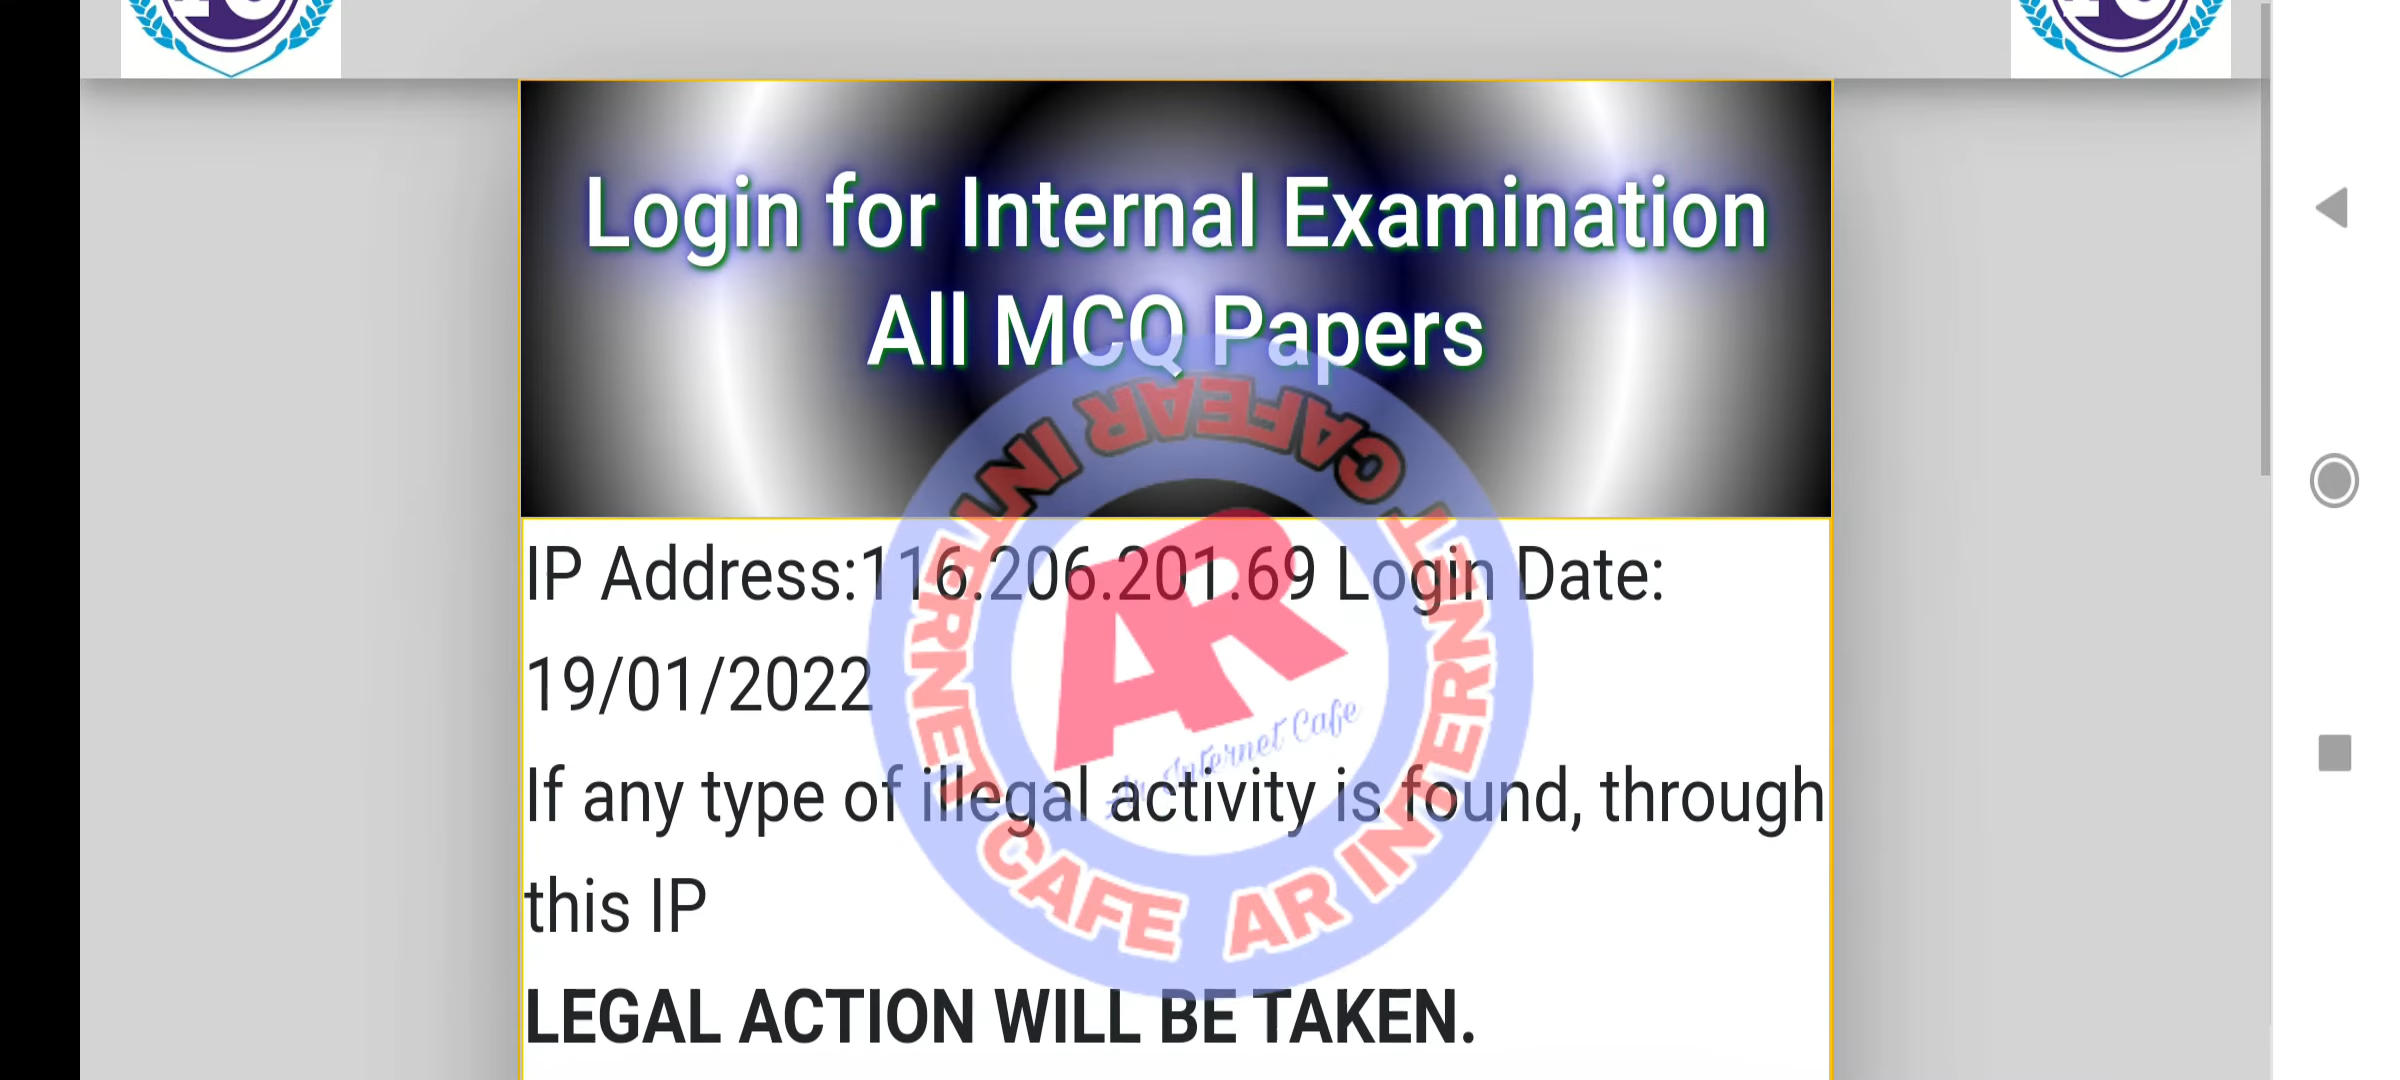 Login for Internal Examination
All MCQ Papers
IP Address:116.206.201.69 Login Date:
19/01/2022
If any type of illegal activity is found, through
this IP
LEGAL ACTION WILL BE TAKEN.
AR INTERNET CAFE AR INTERNET CAFE
AR
Ar Internet Cafe